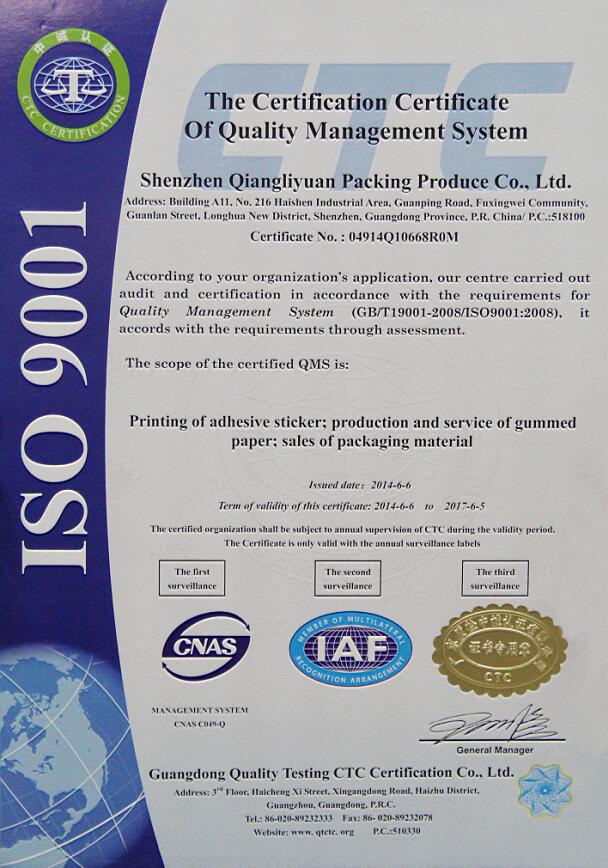 中诚认证
CTC CERTIFICATION
CTC
The Certification Certificate
Of Quality Management System
Shenzhen Qiangliyuan Packing Produce Co., Ltd.
Address: Building A11, No. 216 Haishen Industrial Area, Guanping Road, Fuxingwei Community,
Guanlan Street, Longhua New District, Shenzhen, Guangdong Province, P.R. China/ P.C.:518100
Certificate No. : 04914Q10668R0M
According to your organization's application, our centre carried out
audit and certification in accordance with the requirements for
Quality Management System (GB/T19001-2008/ISO9001:2008), it
accords with the requirements through assessment.
The scope of the certified QMS is:
Printing of adhesive sticker; production and service of gummed
paper; sales of packaging material
Issued date: 2014-6-6
Term of validity of this certificate: 2014-6-6 to 2017-6-5
The certified organization shall be subject to annual supervision of CTC during the validity period.
The Certificate is only valid with the annual surveillance labels
The first
surveillance
The second
surveillance
The third
surveillance
CNAS
MEMBER OF MULTILATERAL
IAF
RECOGNITION ARRANGEMENT
证书专用章
CTC
MANAGEMENT SYSTEM
CNAS C049-Q
General Manager
Guangdong Quality Testing CTC Certification Co., Ltd.
Address: 3rd Floor, Haicheng Xi Street, Xingangdong Road, Haizhu District,
Guangzhou, Guangdong, P.R.C.
Tel.: 86-020-89232333 Fax: 86- 020-89232078
Website: www. qtctc. org P.C.:510330
ISO 9001